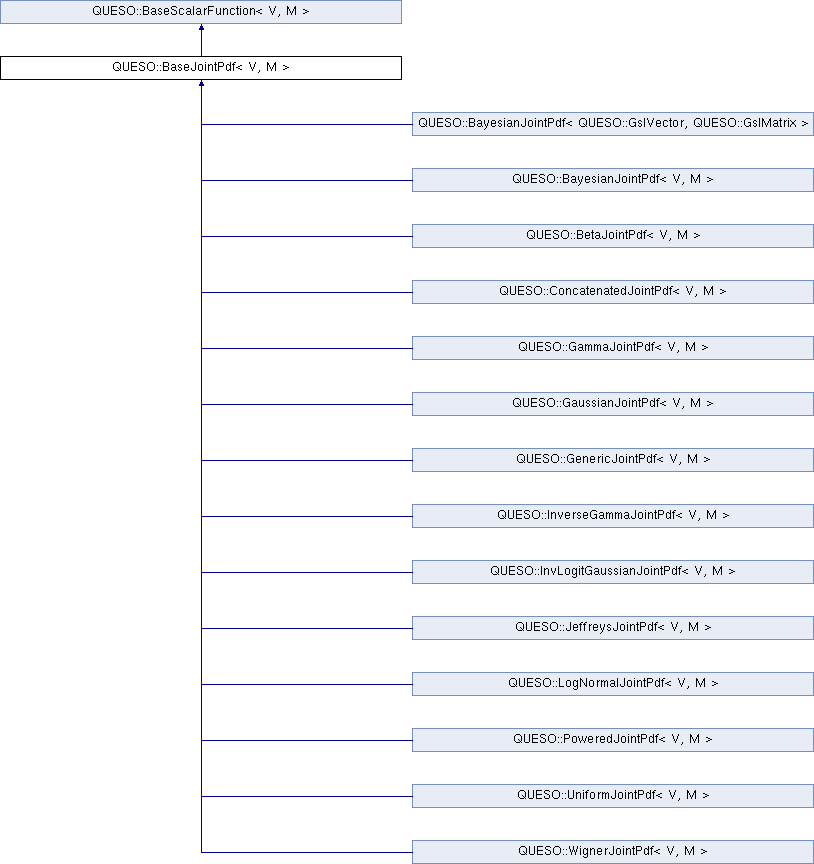 QUESO::BaseScalarFunction< V, M >
QUESO::BaseJointPdf< V, M >
QUESO::BayesianJointPdf< QUESO::GslVector, QUESO::GslMatrix >
QUESO::BayesianJointPdf< V, M >
QUESO::BetaJointPdf< V, M >
QUESO::ConcatenatedJointPdf< V, M >
QUESO::GammaJointPdf< V, M >
QUESO::GaussianJointPdf< V, M >
QUESO::GenericJointPdf< V, M >
QUESO::InverseGammaJointPdf< V, M >
QUESO::InvLogitGaussianJointPdf< V, M >
QUESO::JeffreysJointPdf< V, M >
QUESO::LogNormalJointPdf< V, M >
QUESO::PoweredJointPdf< V, M >
QUESO::UniformJointPdf< V, M >
QUESO::WignerJointPdf< V, M >